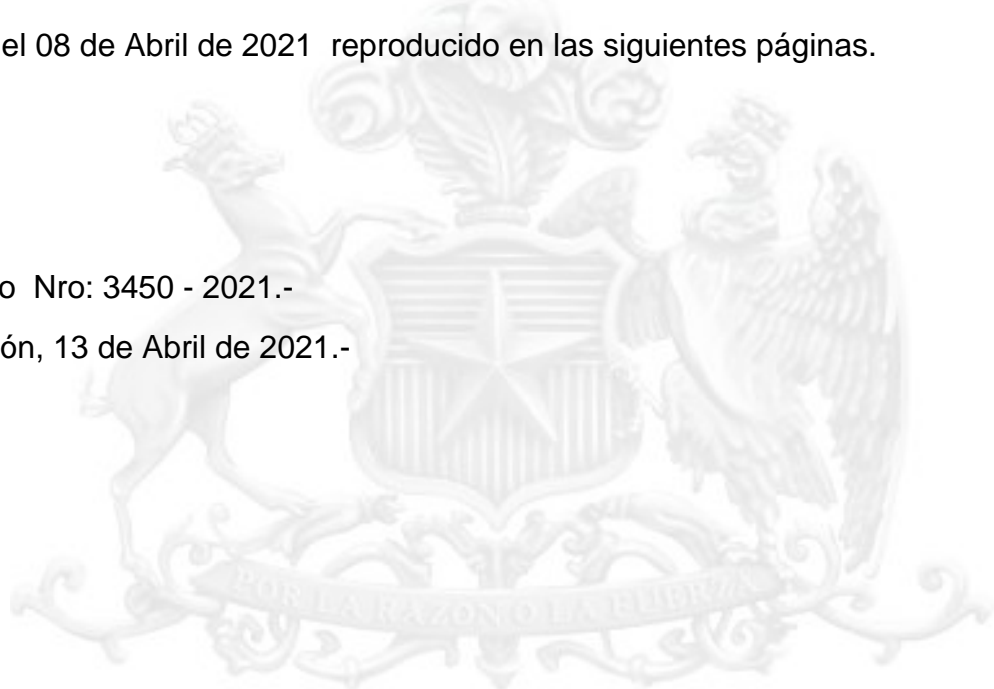 el 08 de Abril de 2021 reproducido en las siguientes páginas.
o Nro: 3450 - 2021.-
ón, 13 de Abril de 2021.-
POR LA RAZON O LA FUERZA